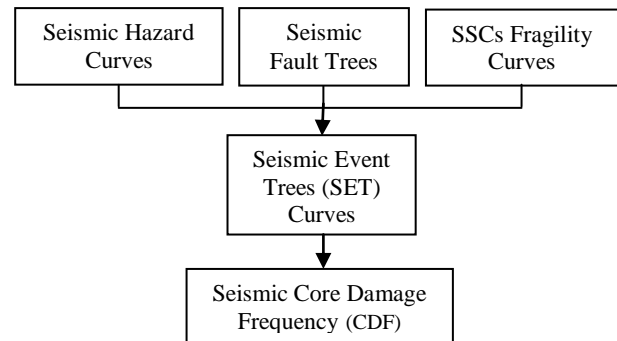 Seismic Hazard
Curves
Seismic
Fault Trees
SSCs Fragility
Curves
Seismic Event
Trees (SET)
Curves
Seismic Core Damage
Frequency (CDF)